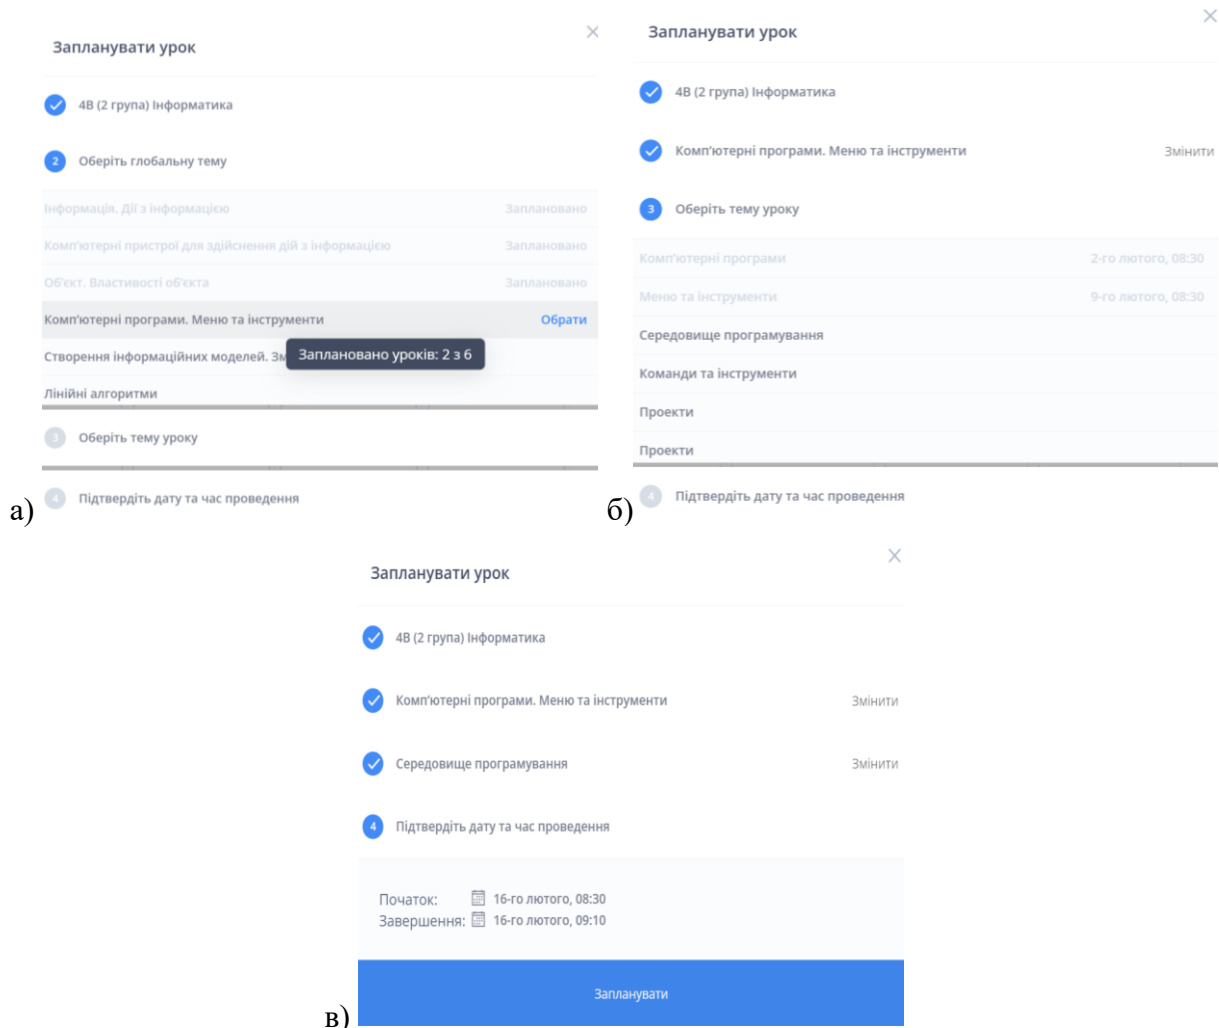 Запланувати урок
4В (2 група) Інформатика
2 Оберіть глобальну тему
Інформація. Дії з інформацією Заплановано
Комп'ютерні пристрої для здійснення дій з інформацією Заплановано
Об'єкт. Властивості об'єкта Заплановано
Комп'ютерні програми. Меню та інструменти Обрати
Створення інформаційних моделей. Зм
Заплановано уроків: 2 з 6
Лінійні алгоритми
3 Оберіть тему уроку
4 Підтвердіть дату та час проведення
а)
Запланувати урок
4В (2 група) Інформатика
Комп'ютерні програми. Меню та інструменти Змінити
3 Оберіть тему уроку
Комп'ютерні програми 2-го лютого, 08:30
Меню та інструменти 9-го лютого, 08:30
Середовище програмування
Команди та інструменти
Проекти
Проекти
4 Підтвердіть дату та час проведення
б)
Запланувати урок
4В (2 група) Інформатика
Комп'ютерні програми. Меню та інструменти Змінити
Середовище програмування Змінити
4 Підтвердіть дату та час проведення
Початок: 16-го лютого, 08:30
Завершення: 16-го лютого, 09:10
Запланувати
в)